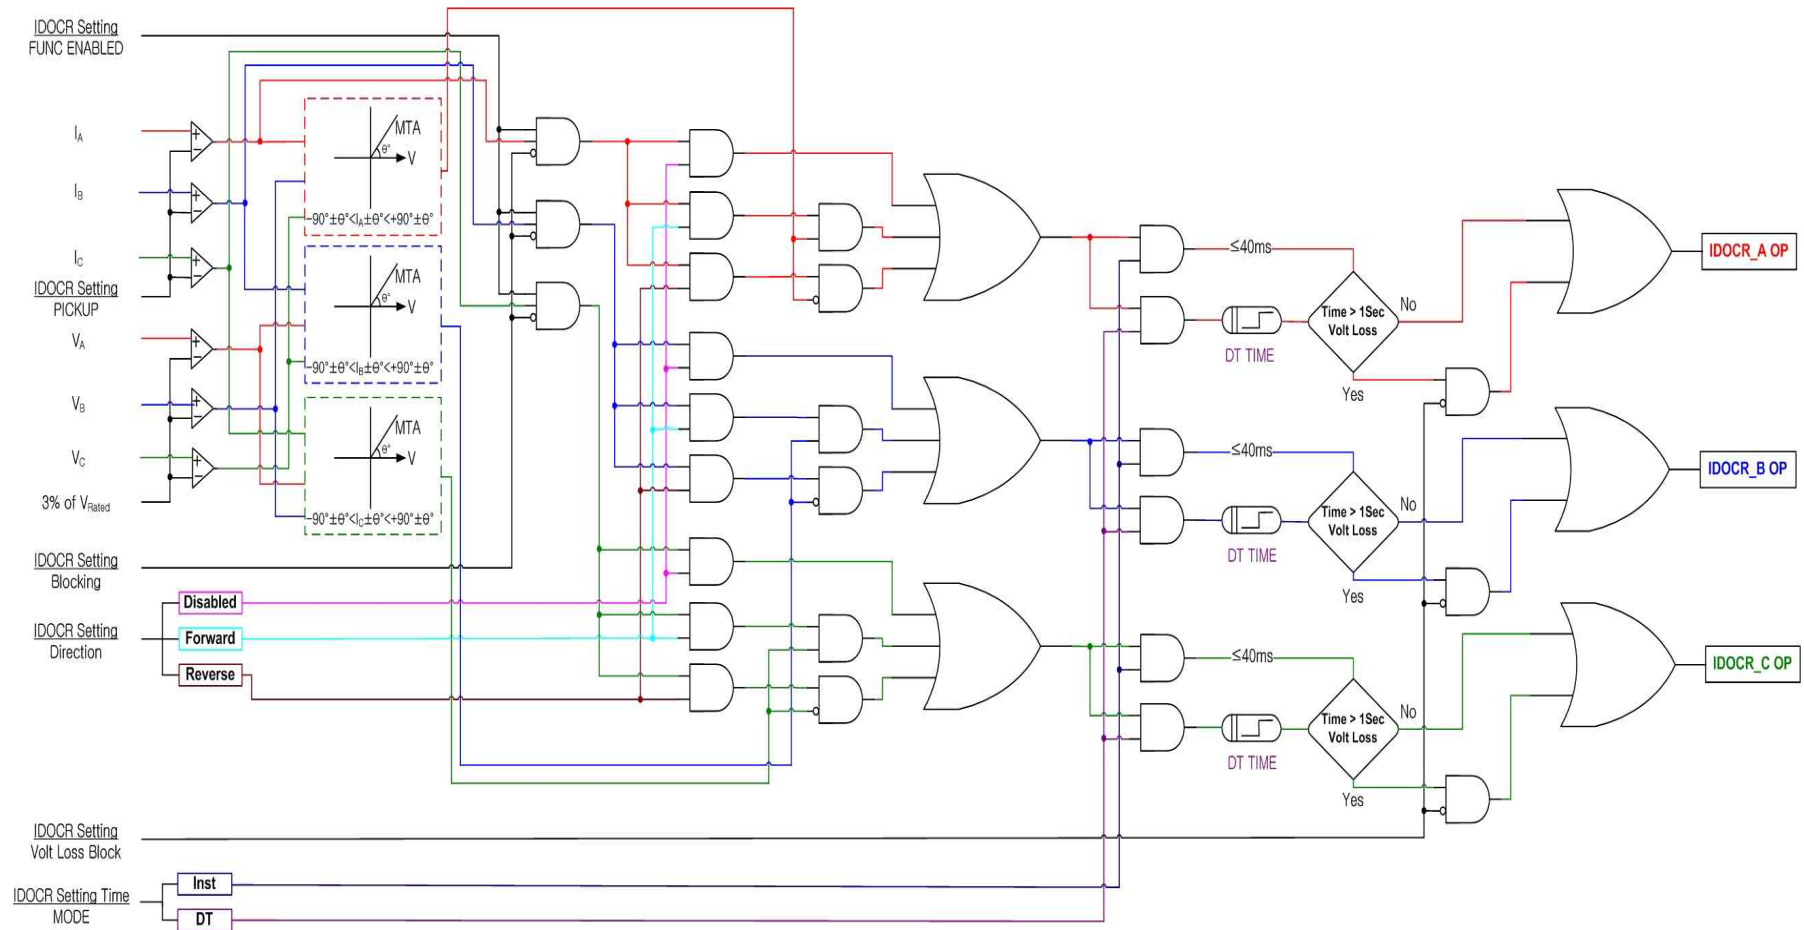 IDOCR Setting
FUNC ENABLED
IA
IB
IC
IDOCR Setting
PICKUP
VA
VB
VC
3% of VRated
IDOCR Setting
Blocking
IDOCR Setting
Direction
Disabled
Forward
Reverse
IDOCR Setting
Volt Loss Block
IDOCR Setting Time
MODE
Inst
DT
+
−
+
−
+
−
+
−
+
−
+
−
MTA
θ°
V
−90°±θ°<IA±θ°<+90°±θ°
MTA
θ°
V
−90°±θ°<IB±θ°<+90°±θ°
MTA
θ°
V
−90°±θ°<IC±θ°<+90°±θ°
≤40ms
DT TIME
Time > 1Sec
Volt Loss
No
Yes
IDOCR_A OP
≤40ms
DT TIME
Time > 1Sec
Volt Loss
No
Yes
IDOCR_B OP
≤40ms
DT TIME
Time > 1Sec
Volt Loss
No
Yes
IDOCR_C OP